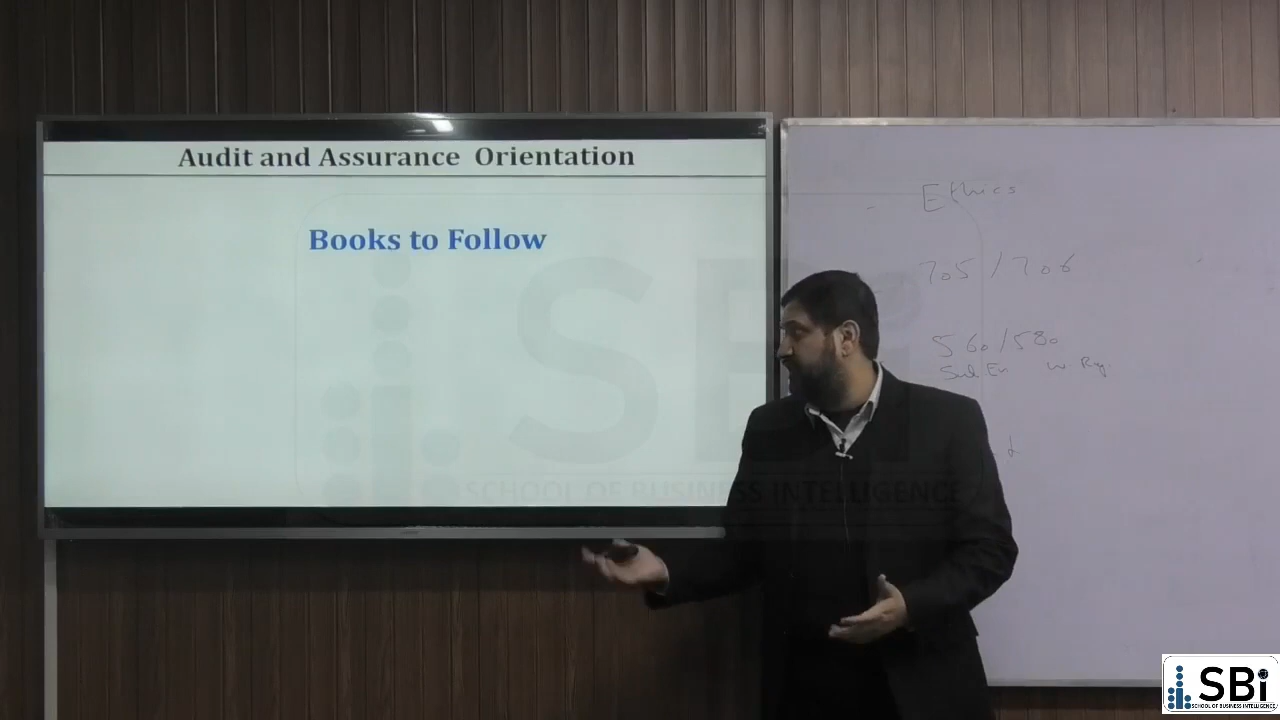 Audit and Assurance Orientation
Books to Follow
SBi
SCHOOL OF BUSINESS INTELLIGENCE
Ethics
705 / 706
560/580
SBi
SCHOOL OF BUSINESS INTELLIGENCE